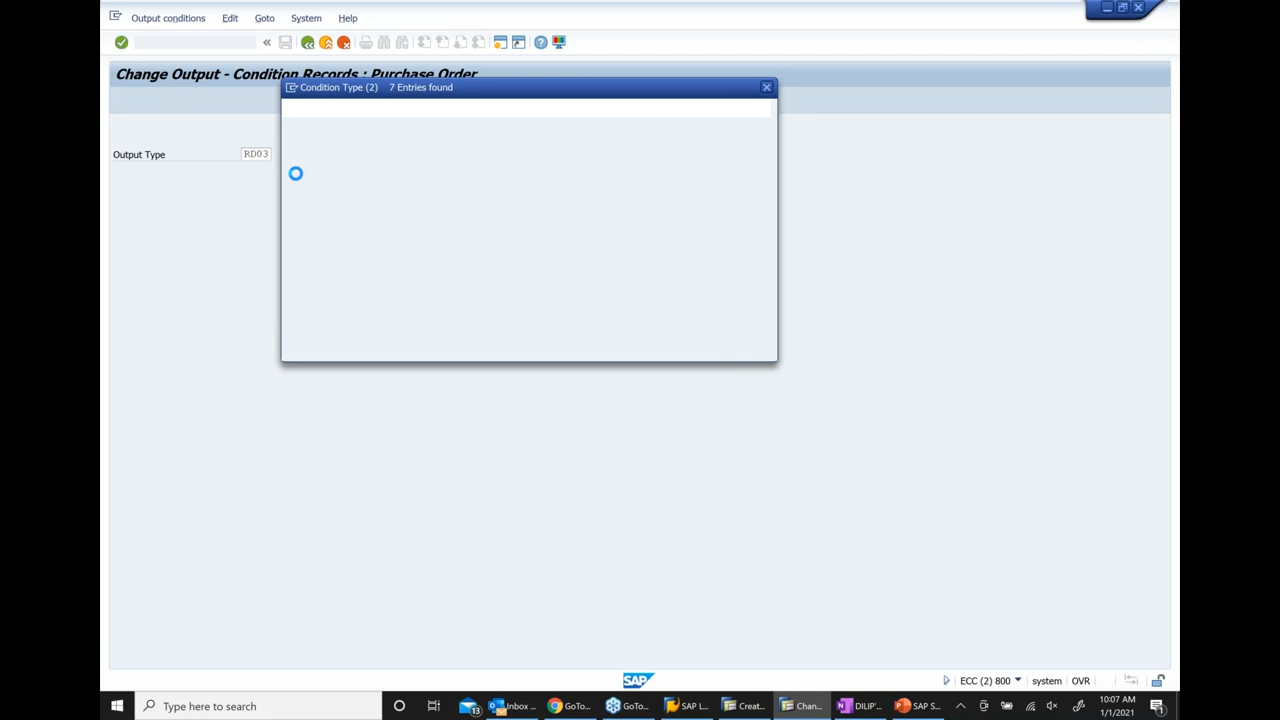 Output conditions Edit Goto System Help
Change Output - Condition Records : Purchase Order
Condition Type (2) 7 Entries found
Output Type RD03
SAP
ECC (2) 800 system OVR
Type here to search
13
Inbox ...
GoTo...
GoTo...
SAP L...
Creat...
Chan...
DILIP'...
SAP S...
10:07 AM
1/1/2021
1